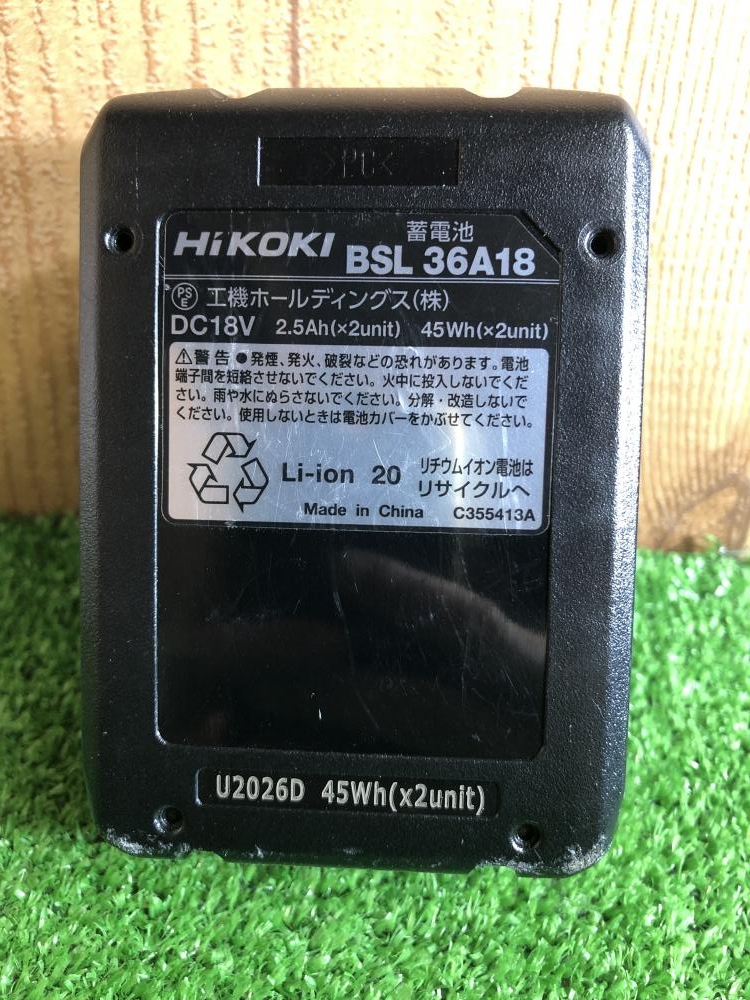 >PC<
HiKOKI 蓄電池
BSL 36A18
PSE 工機ホールディングス(株)
DC18V 2.5Ah(×2unit) 45Wh(×2unit)
⚠警告 ●発煙、発火、破裂などの恐れがあります。電池
端子間を短絡させないでください。火中に投入しないでくだ
さい。雨や水にぬらさないでください。分解・改造しないで
ください。使用しないときは電池カバーをかぶせてください。
Li-ion 20 リチウムイオン電池は
リサイクルへ
Made in China C355413A
U2026D 45Wh(x2unit)